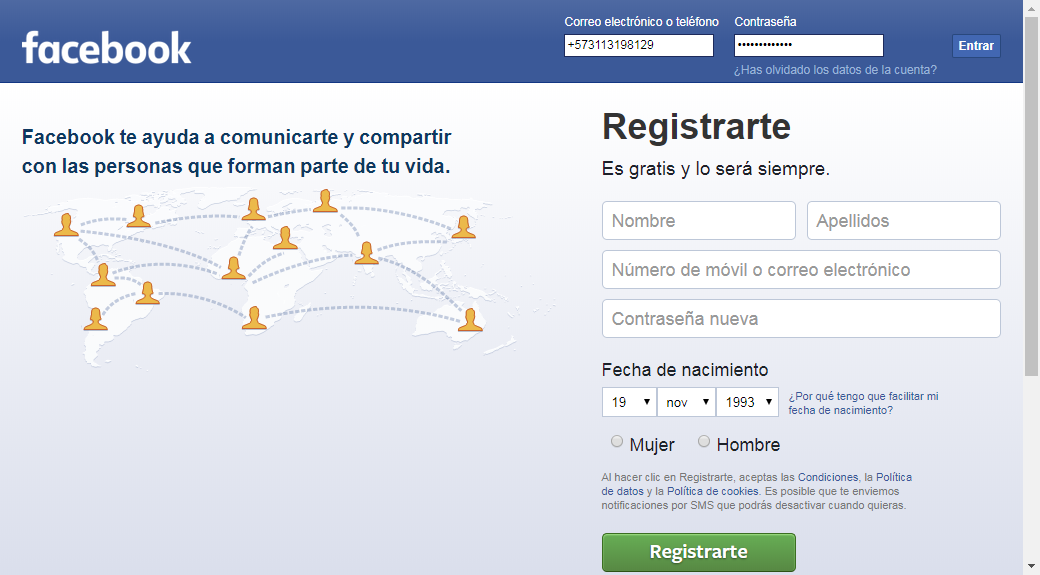 facebook
Correo electrónico o teléfono
Contraseña
+573113198129
•••••••••••••
Entrar
¿Has olvidado los datos de la cuenta?
Facebook te ayuda a comunicarte y compartir
con las personas que forman parte de tu vida.
Registrarte
Es gratis y lo será siempre.
Nombre
Apellidos
Número de móvil o correo electrónico
Contraseña nueva
Fecha de nacimiento
19
nov
1993
¿Por qué tengo que facilitar mi
fecha de nacimiento?
Mujer
Hombre
Al hacer clic en Registrarte, aceptas las Condiciones, la Política
de datos y la Política de cookies. Es posible que te enviemos
notificaciones por SMS que podrás desactivar cuando quieras.
Registrarte